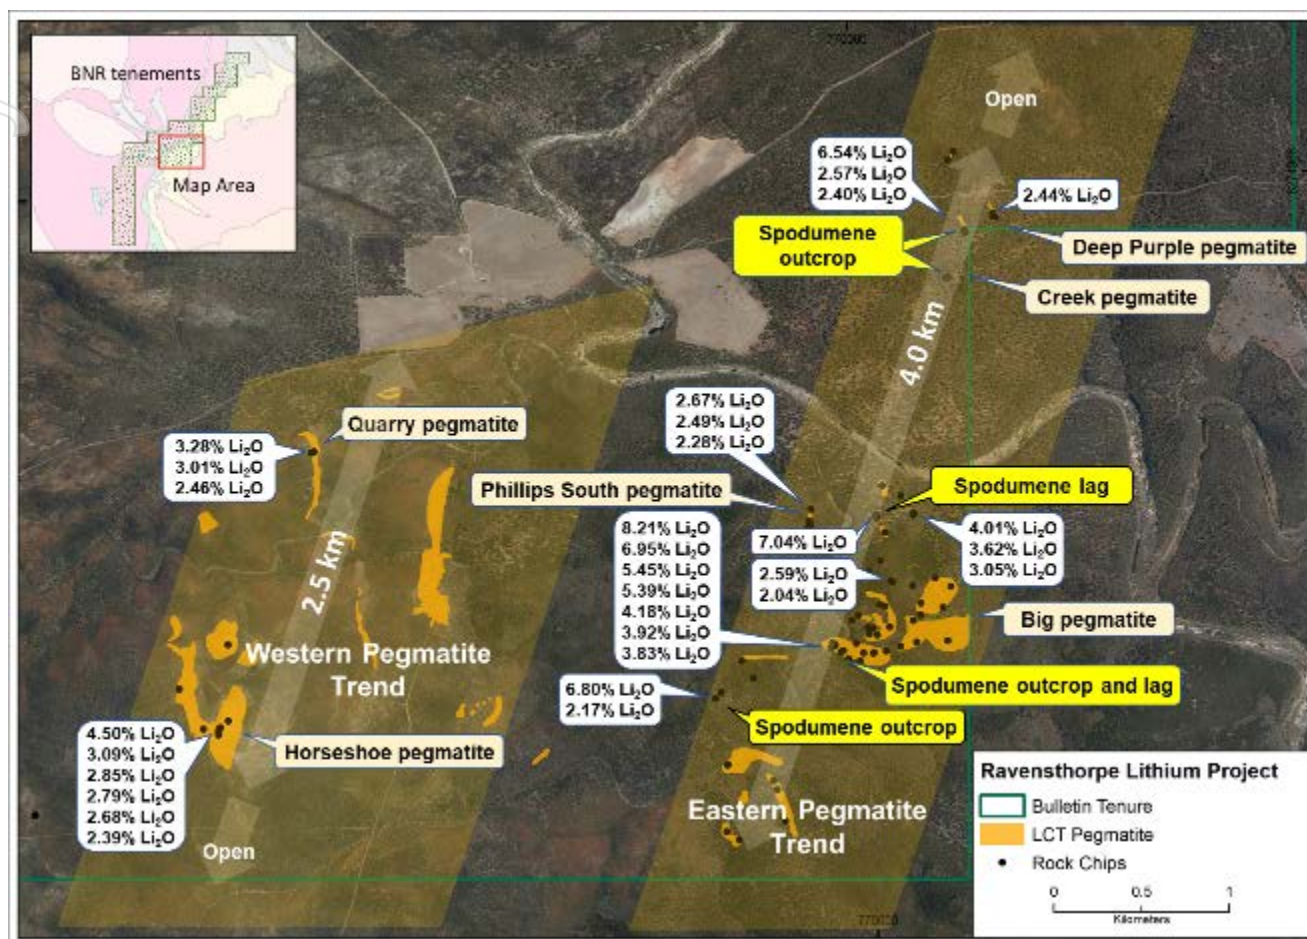 BNR tenements
Map Area
770000
Open
6.54% Li₂O
2.57% Li₂O
2.40% Li₂O
2.44% Li₂O
Spodumene
outcrop
Deep Purple pegmatite
Creek pegmatite
4.0 km
2.67% Li₂O
2.49% Li₂O
2.28% Li₂O
Quarry pegmatite
3.28% Li₂O
3.01% Li₂O
2.46% Li₂O
Phillips South pegmatite
Spodumene lag
8.21% Li₂O
6.95% Li₂O
5.45% Li₂O
5.39% Li₂O
4.18% Li₂O
3.92% Li₂O
3.83% Li₂O
7.04% Li₂O
4.01% Li₂O
3.62% Li₂O
3.05% Li₂O
2.59% Li₂O
2.04% Li₂O
2.5 km
Big pegmatite
Western Pegmatite
Trend
Spodumene outcrop and lag
6.80% Li₂O
2.17% Li₂O
Spodumene outcrop
4.50% Li₂O
3.09% Li₂O
2.85% Li₂O
2.79% Li₂O
2.68% Li₂O
2.39% Li₂O
Horseshoe pegmatite
Eastern Pegmatite
Trend
Open
770000
Ravensthorpe Lithium Project
Bulletin Tenure
LCT Pegmatite
Rock Chips
0 0.5 1
Kilometers